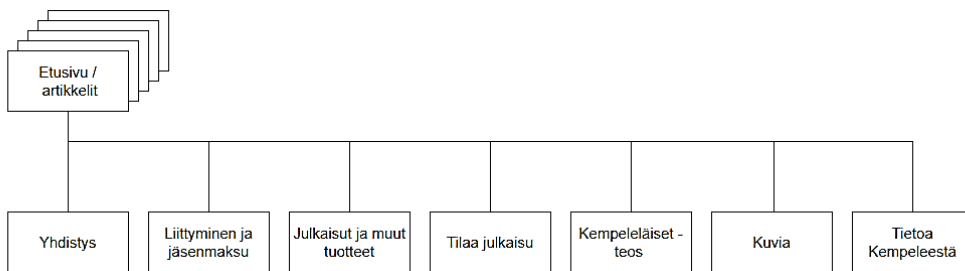 Etusivu /
artikkelit
Yhdistys
Liittyminen ja
jäsenmaksu
Julkaisut ja muut
tuotteet
Tilaa julkaisu
Kempeleläiset -
teos
Kuvia
Tietoa
Kempeleestä